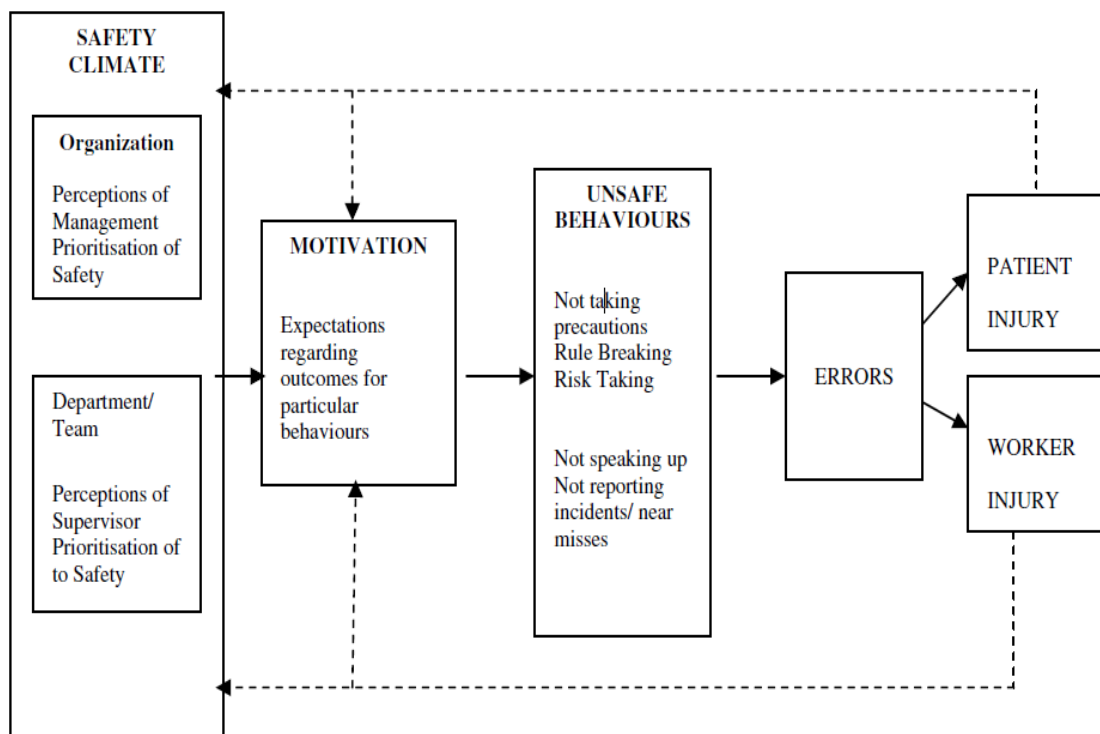 SAFETY
CLIMATE
Organization
Perceptions of
Management
Prioritisation of
Safety
Department/
Team
Perceptions of
Supervisor
Prioritisation of
to Safety
MOTIVATION
Expectations
regarding
outcomes for
particular
behaviours
UNSAFE
BEHAVIOURS
Not taking
precautions
Rule Breaking
Risk Taking
Not speaking up
Not reporting
incidents/ near
misses
ERRORS
PATIENT
INJURY
WORKER
INJURY